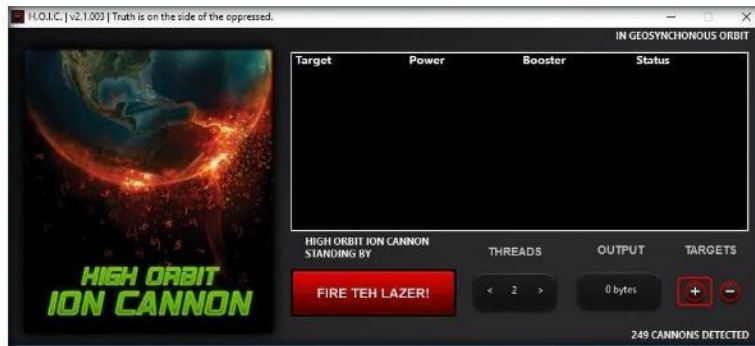 H.O.I.C. | v2.1.003 | Truth is on the side of the oppressed.
IN GEOSYNCHONOUS ORBIT
Target Power Booster Status
HIGH ORBIT
ION CANNON
HIGH ORBIT ION CANNON
STANDING BY
THREADS OUTPUT TARGETS
FIRE TEH LAZER!
< 2 >
0 bytes
+ −
249 CANNONS DETECTED